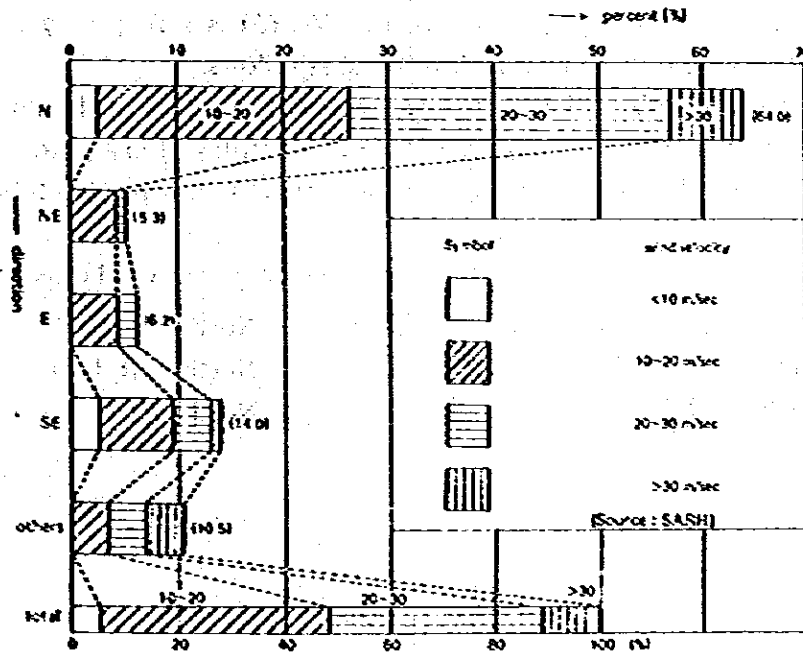 percent [%]
0 10 20 30 40 50 60
N 10~20 20~30 >30 (64.0)
NE (5.3)
direction
E (6.2)
SE (14.0)
others (10.5)
Symbol wind velocity
<10 m/sec
10~20 m/sec
20~30 m/sec
>30 m/sec
[Source : SASH]
10~20 20~30 >30
total
0 20 40 60 80 100 [%]